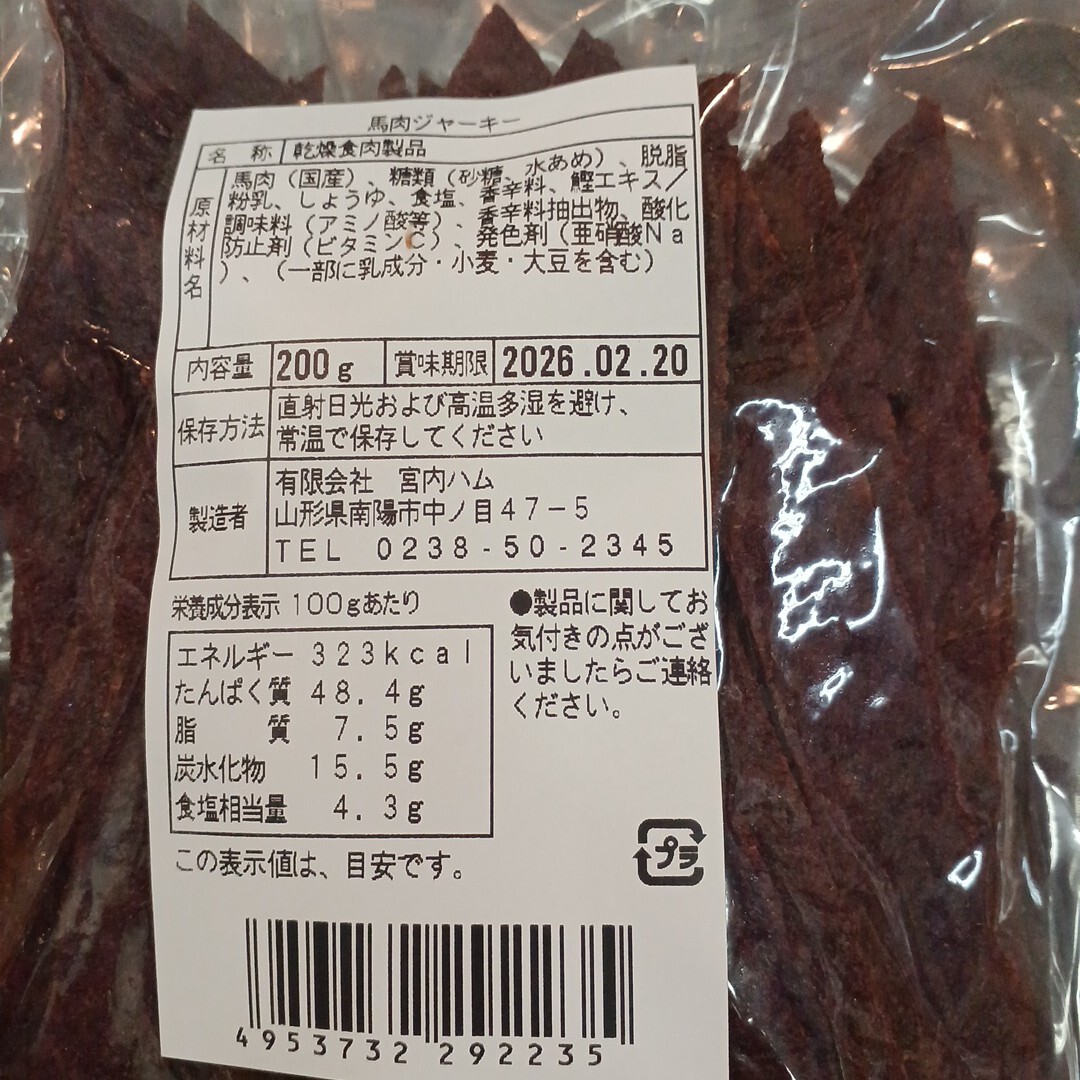 馬肉ジャーキー
名 称 乾燥食肉製品
原材料名
馬肉（国産）、糖類（砂糖、水あめ）、脱脂
粉乳、しょうゆ、食塩、香辛料、鰹エキス／
調味料（アミノ酸等）、香辛料抽出物、酸化
防止剤（ビタミンC）、発色剤（亜硝酸Na
）、（一部に乳成分・小麦・大豆を含む）
内容量 200g 賞味期限 2026.02.20
保存方法
直射日光および高温多湿を避け、
常温で保存してください
製造者
有限会社 宮内ハム
山形県南陽市中ノ目47-5
TEL 0238-50-2345
栄養成分表示 100gあたり
エネルギー 323kcal
たんぱく質 48.4g
脂 質 7.5g
炭水化物 15.5g
食塩相当量 4.3g
この表示値は、目安です。
●製品に関してお
気付きの点がござ
いましたらご連絡
ください。
プラ
4953732 292235